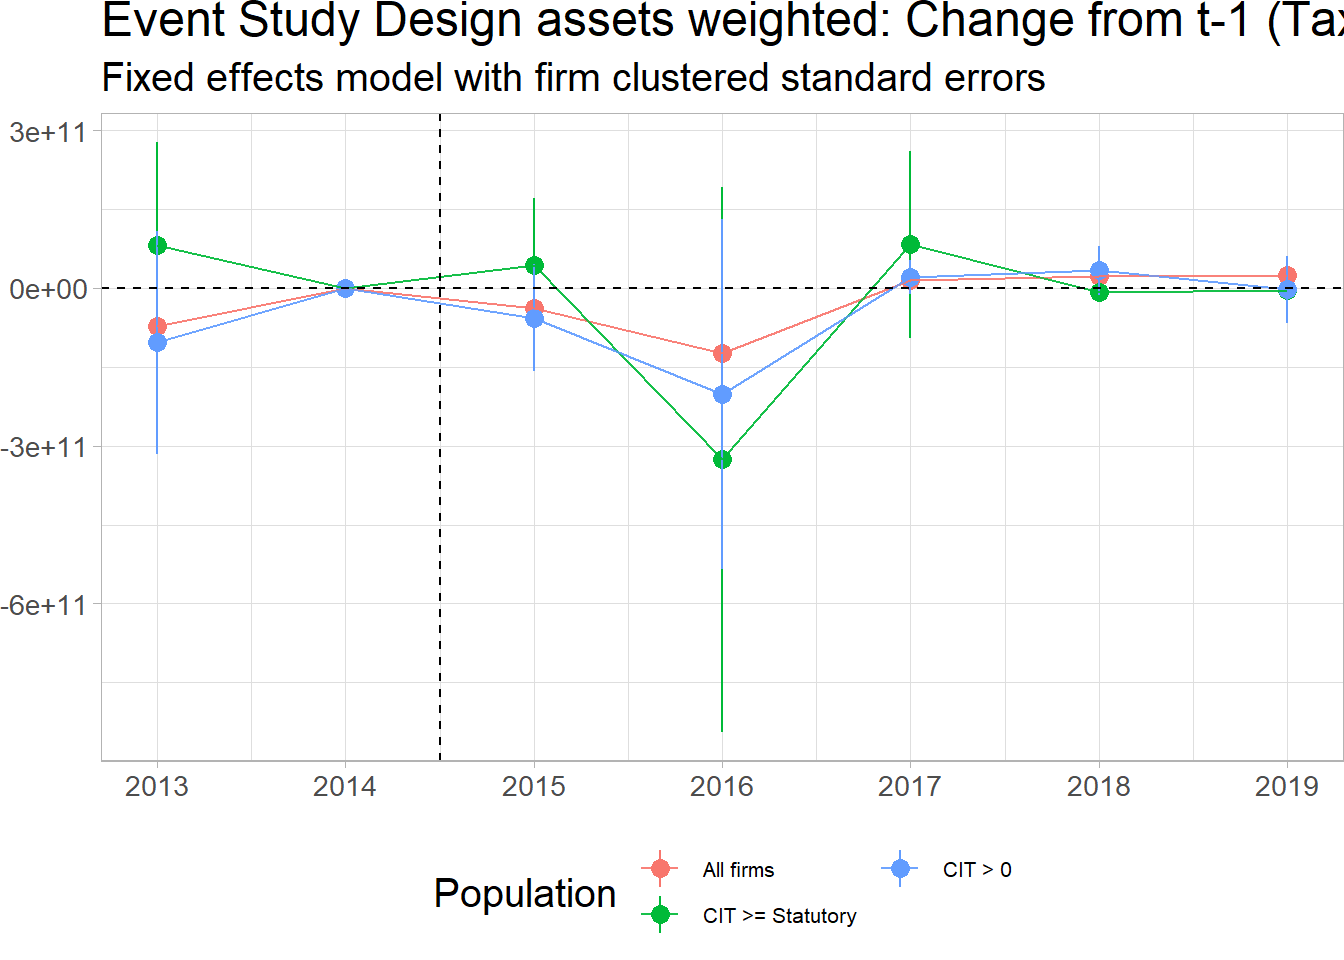 Event Study Design assets weighted: Change from t-1 (Tax
Fixed effects model with firm clustered standard errors
3e+11
0e+00
-3e+11
-6e+11
2013 2014 2015 2016 2017 2018 2019
Population
All firms
CIT >= Statutory
CIT > 0